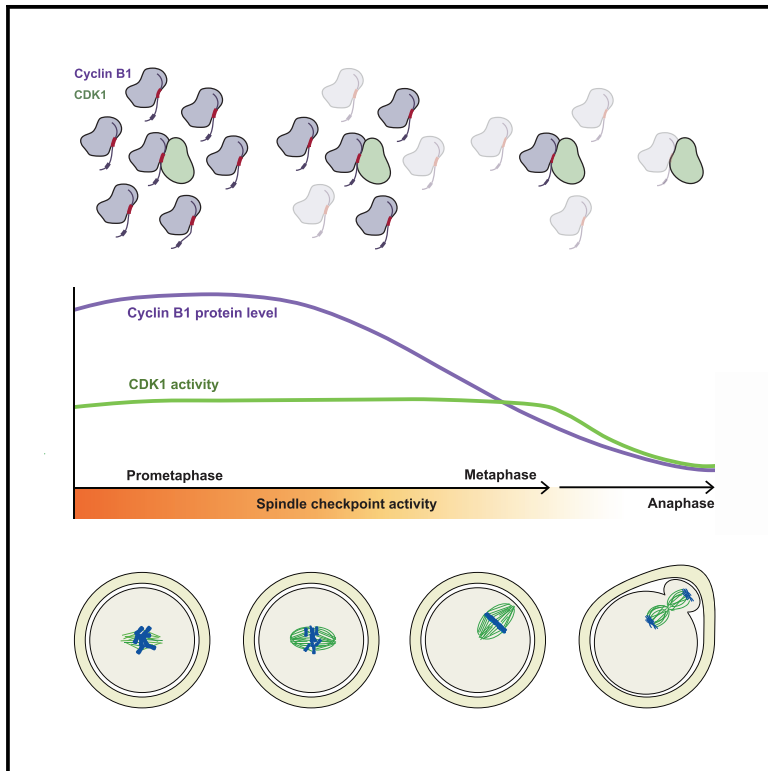 Cyclin B1
CDK1
Cyclin B1 protein level
CDK1 activity
Prometaphase
Metaphase
Spindle checkpoint activity
Anaphase